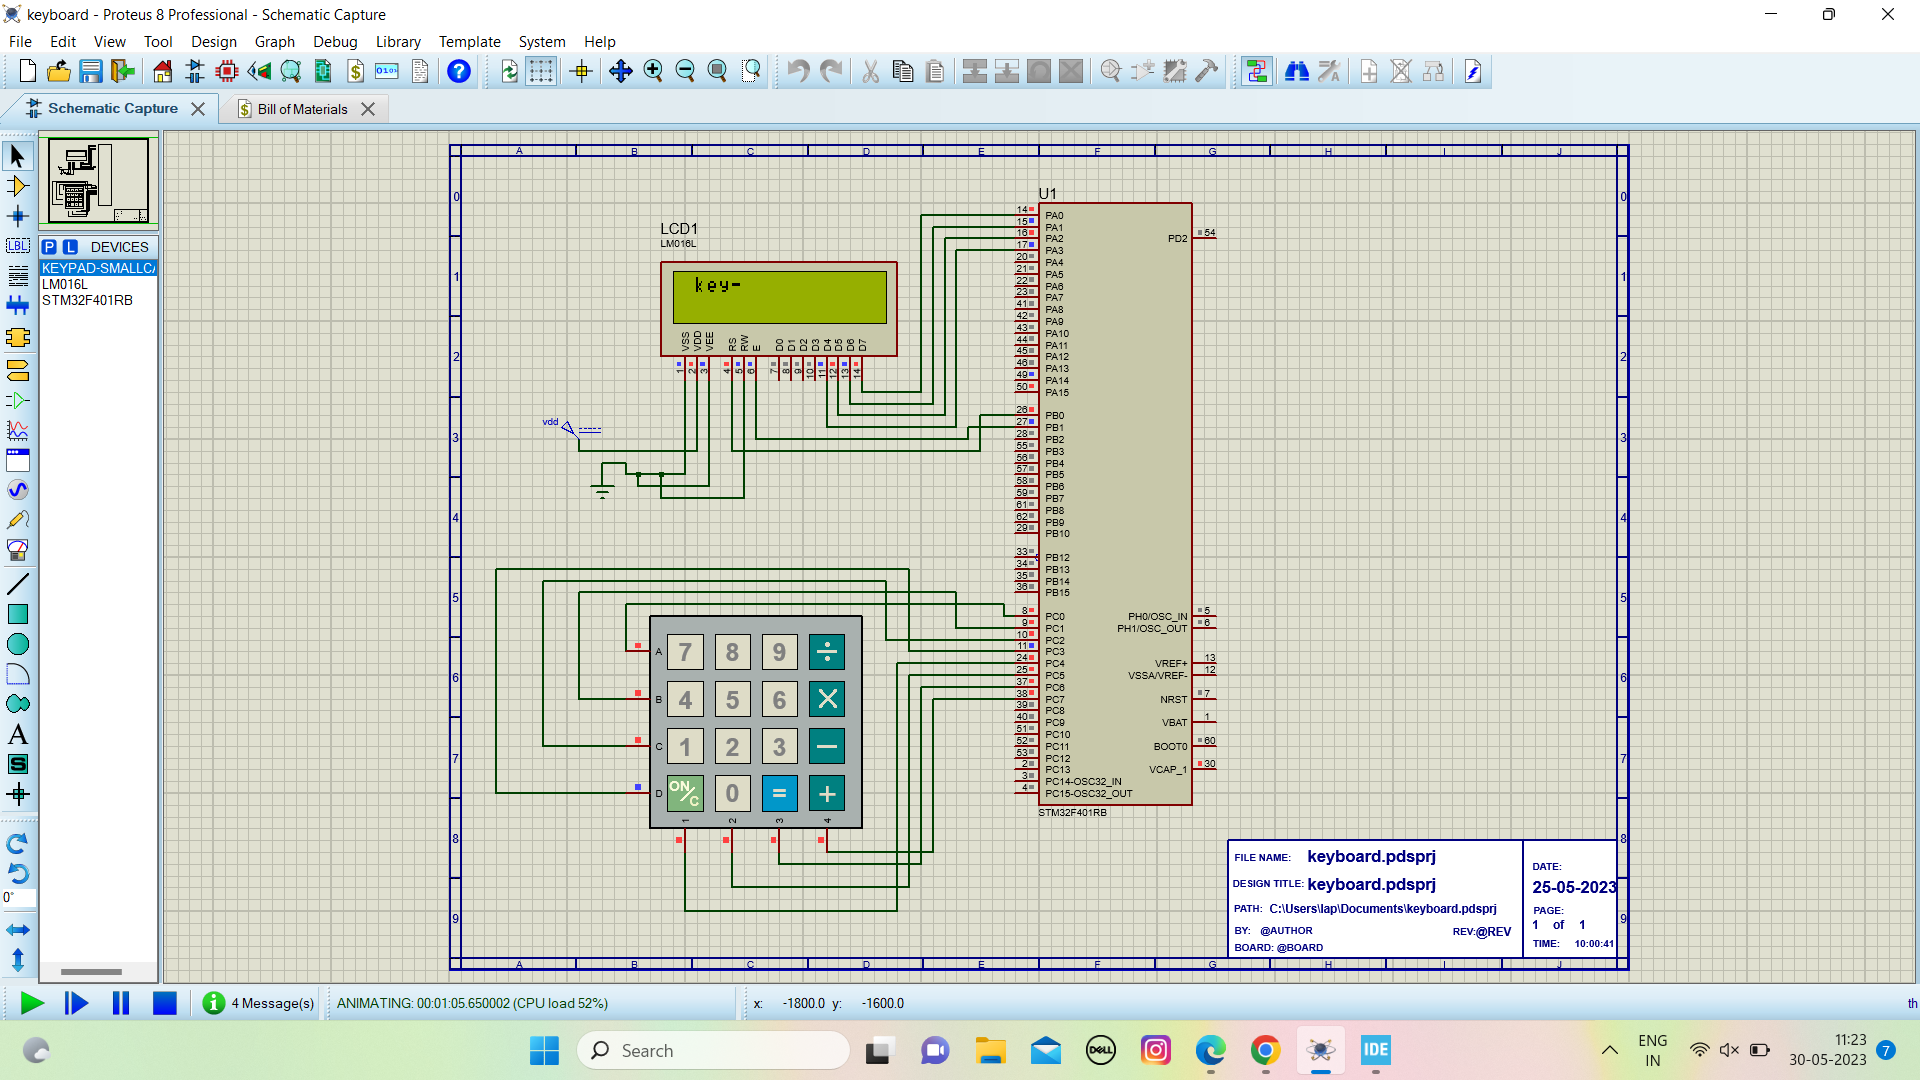 keyboard - Proteus 8 Professional - Schematic Capture
File Edit View Tool Design Graph Debug Library Template System Help
Schematic Capture
Bill of Materials
P L DEVICES
KEYPAD-SMALLCA
LM016L
STM32F401RB
LBL
A
S
0°
A B C D E F G H I J
0 1 2 3 4 5 6 7 8 9
LCD1
LM016L
key-
VSS VDD VEE RS RW E D0 D1 D2 D3 D4 D5 D6 D7
1 2 3 4 5 6 7 8 9 10 11 12 13 14
vdd
U1
14 PA0
15 PA1
16 PA2
17 PA3
20 PA4
21 PA5
22 PA6
23 PA7
41 PA8
42 PA9
43 PA10
44 PA11
45 PA12
46 PA13
49 PA14
50 PA15
26 PB0
27 PB1
28 PB2
55 PB3
56 PB4
57 PB5
58 PB6
59 PB7
61 PB8
62 PB9
29 PB10
33 PB12
34 PB13
35 PB14
36 PB15
8 PC0
9 PC1
10 PC2
11 PC3
24 PC4
25 PC5
37 PC6
38 PC7
39 PC8
40 PC9
51 PC10
52 PC11
53 PC12
2 PC13
3 PC14-OSC32_IN
4 PC15-OSC32_OUT
PD2 54
PH0/OSC_IN 5
PH1/OSC_OUT 6
VREF+ 13
VSSA/VREF- 12
NRST 7
VBAT 1
BOOT0 60
VCAP_1 30
STM32F401RB
A 7 8 9 ÷
B 4 5 6 ×
C 1 2 3 −
D ON/C 0 = +
1 2 3 4
FILE NAME: keyboard.pdsprj
DESIGN TITLE: keyboard.pdsprj
PATH: C:\Users\lap\Documents\keyboard.pdsprj
BY: @AUTHOR REV:@REV
BOARD: @BOARD
DATE:
25-05-2023
PAGE:
1 of 1
TIME: 10:00:41
A B C D E F G H I J
4 Message(s)
ANIMATING: 00:01:05.650002 (CPU load 52%)
x: -1800.0 y: -1600.0
th
Search
DELL
IDE
ENG
IN
11:23
30-05-2023
7